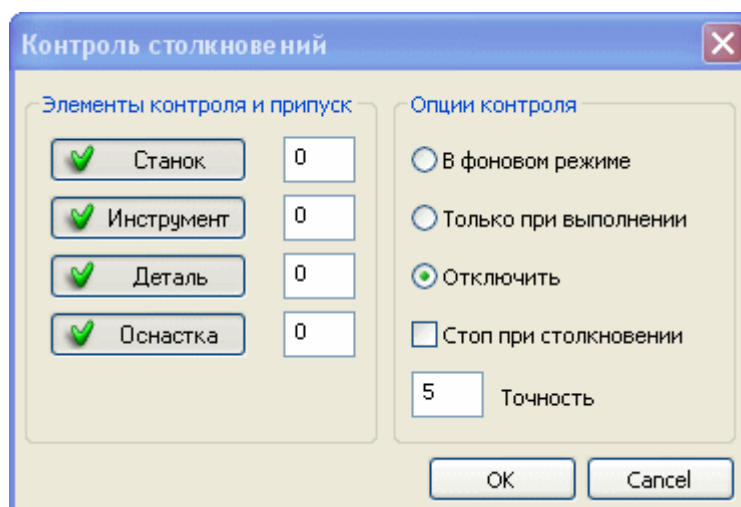 Контроль столкновений
Элементы контроля и припуск
Станок 0
Инструмент 0
Деталь 0
Оснастка 0
Опции контроля
В фоновом режиме
Только при выполнении
Отключить
Стоп при столкновении
5 Точность
OK Cancel